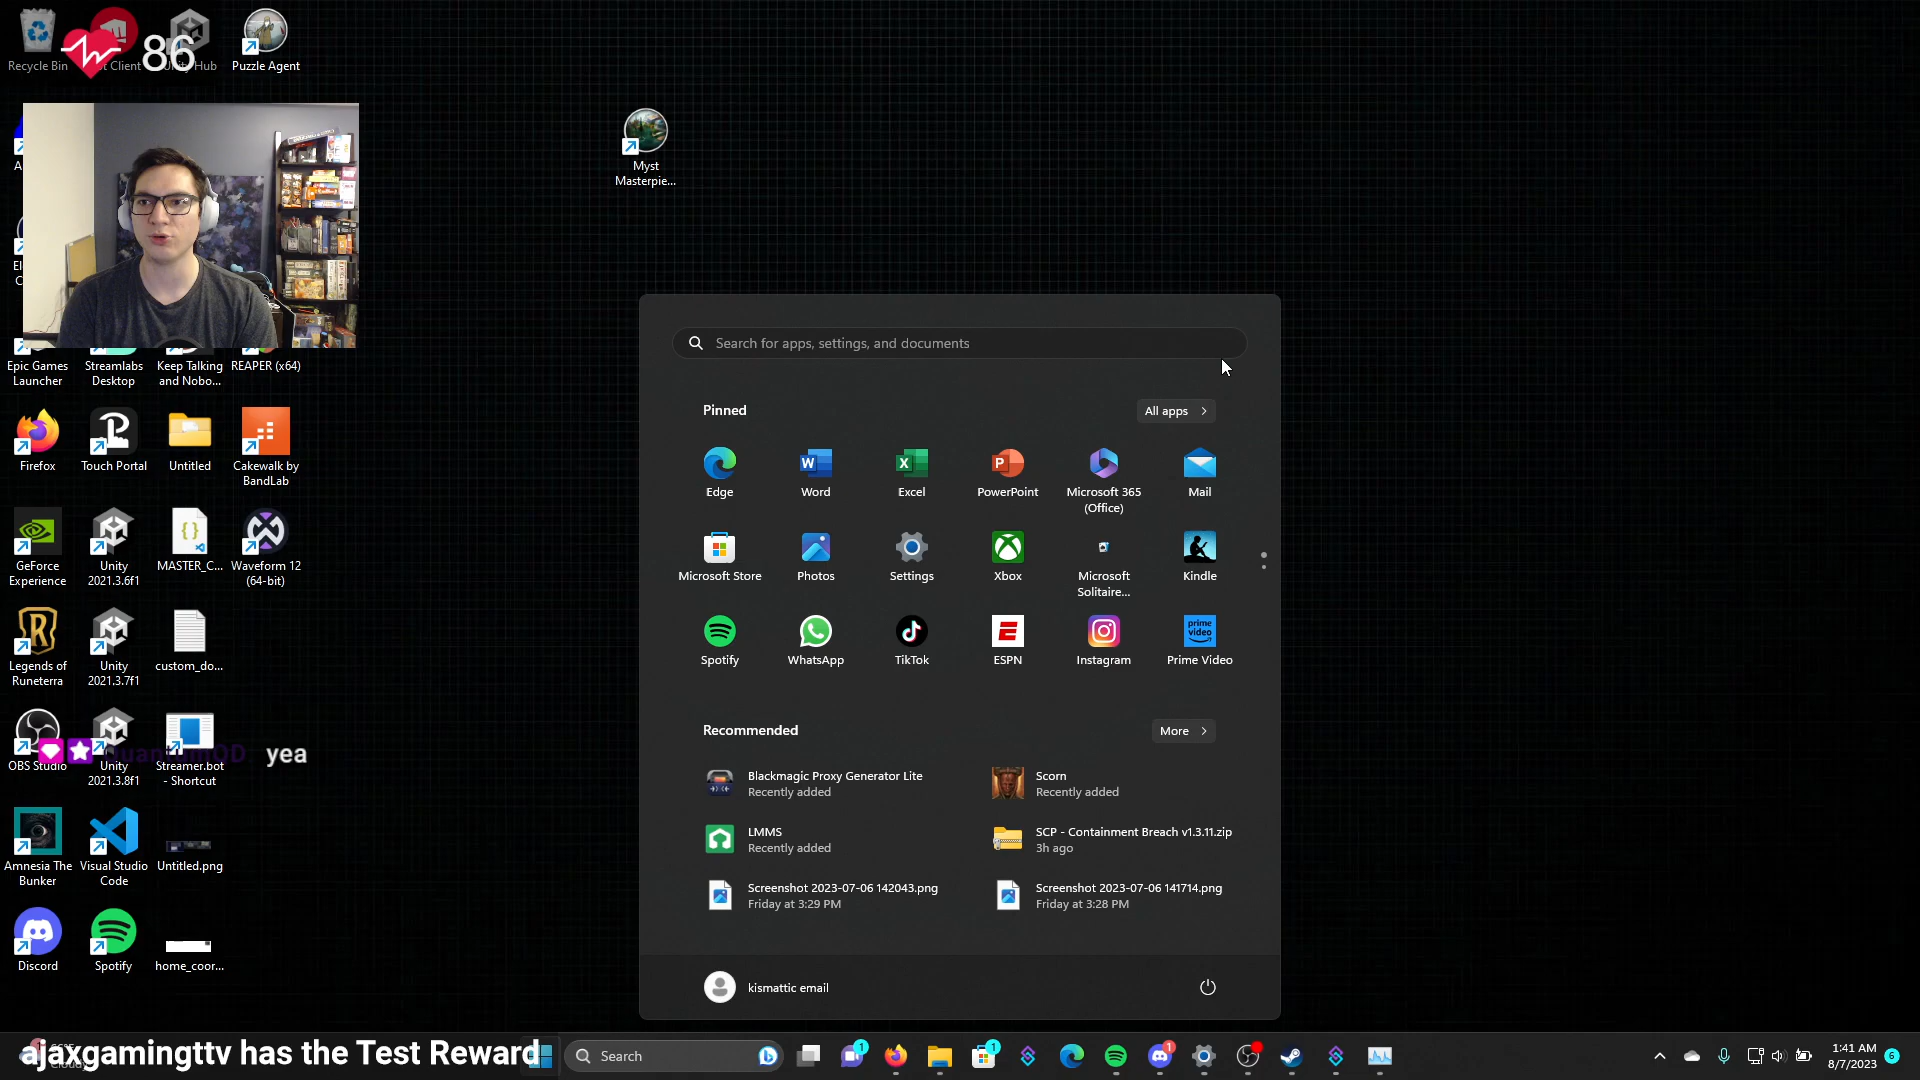 Recycle Bin
Client
Hub
Puzzle Agent
86
Myst
Masterpie...
Epic Games
Launcher
Streamlabs
Desktop
Keep Talking
and Nobo...
REAPER (x64)
Firefox
Touch Portal
Untitled
Cakewalk by
BandLab
GeForce
Experience
Unity
2021.3.6f1
MASTER_C...
Waveform 12
(64-bit)
Legends of
Runeterra
Unity
2021.3.7f1
custom_do...
OBS Studio
Unity
2021.3.8f1
Streamer.bot
- Shortcut
yea
Amnesia The
Bunker
Visual Studio
Code
Untitled.png
Discord
Spotify
home_coor...
Search for apps, settings, and documents
Pinned
All apps
Edge
Word
Excel
PowerPoint
Microsoft 365
(Office)
Mail
Microsoft Store
Photos
Settings
Xbox
Microsoft
Solitaire...
Kindle
Spotify
WhatsApp
TikTok
ESPN
Instagram
prime
video
Prime Video
Recommended
More
Blackmagic Proxy Generator Lite
Recently added
Scorn
Recently added
LMMS
Recently added
SCP - Containment Breach v1.3.11.zip
3h ago
Screenshot 2023-07-06 142043.png
Friday at 3:29 PM
Screenshot 2023-07-06 141714.png
Friday at 3:28 PM
kismattic email
ajaxgamingttv has the Test Reward
Search
1
1
1
1:41 AM
8/7/2023
6